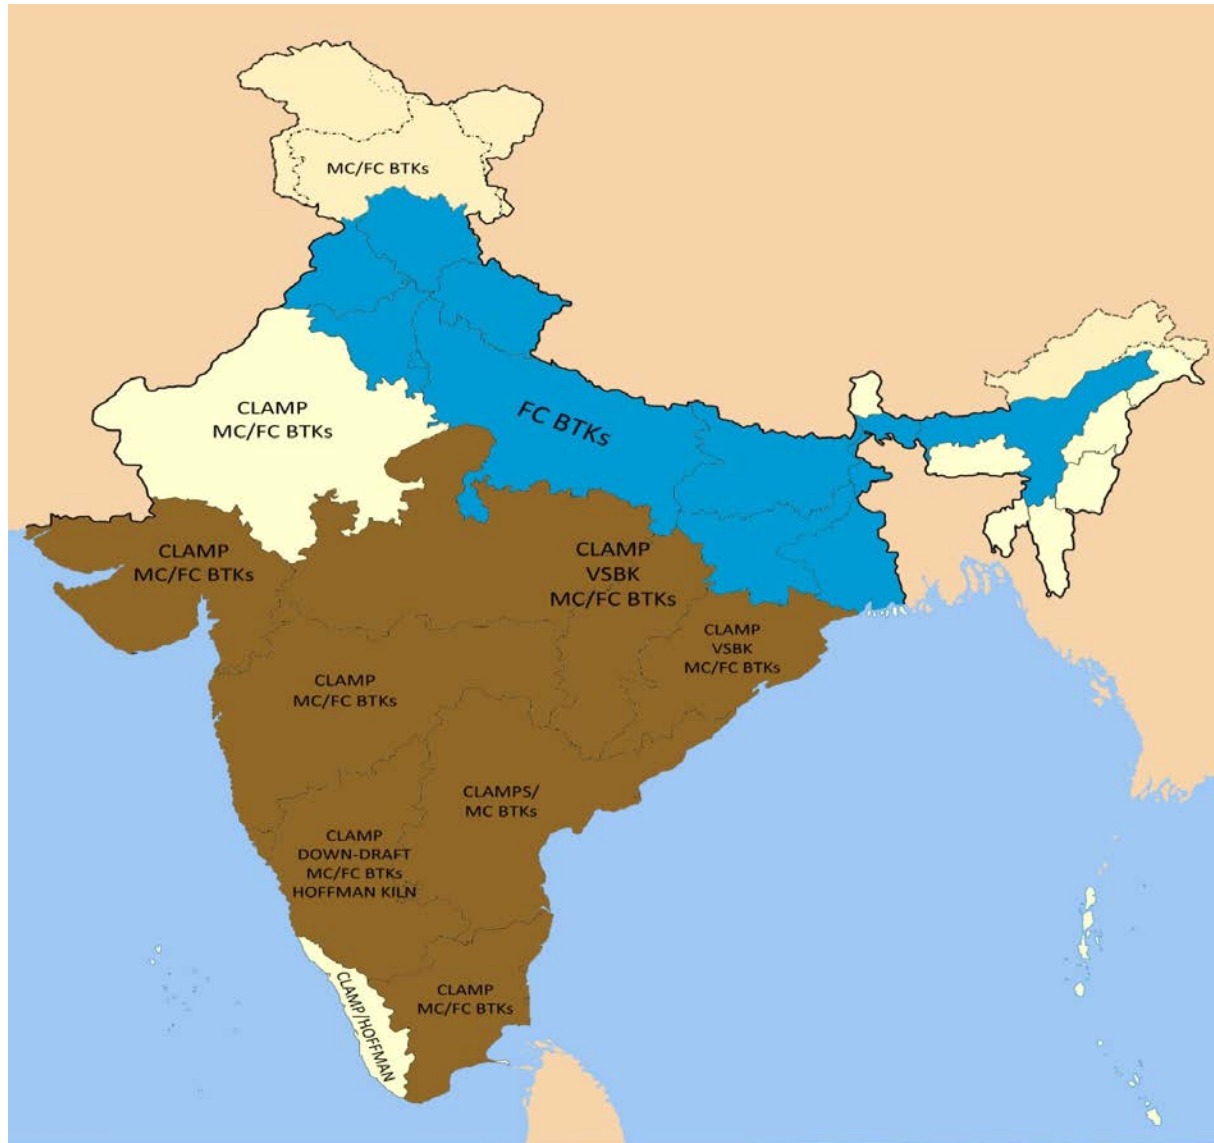 MC/FC BTKs
CLAMP
MC/FC BTKs
FC BTKs
CLAMP
MC/FC BTKs
CLAMP
VSBK
MC/FC BTKs
CLAMP
VSBK
MC/FC BTKs
CLAMP
MC/FC BTKs
CLAMPS/
MC BTKs
CLAMP
DOWN-DRAFT
MC/FC BTKs
HOFFMAN KILN
CLAMP/HOFFMAN
CLAMP
MC/FC BTKs